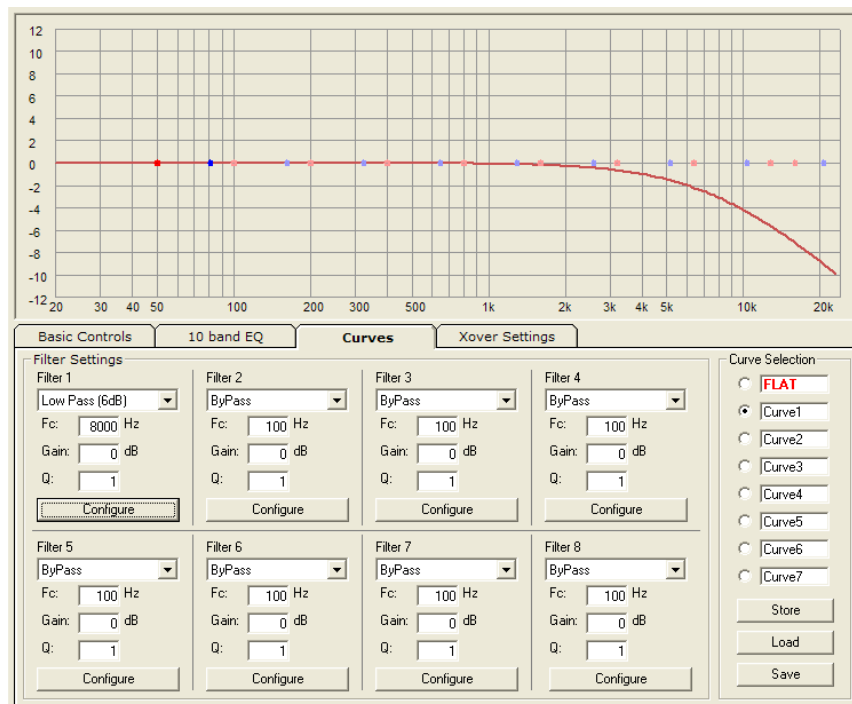 12
10
8
6
4
2
0
-2
-4
-6
-8
-10
-12
20 30 40 50 100 200 300 500 1k 2k 3k 4k 5k 10k 20k
Basic Controls 10 band EQ Curves Xover Settings
Filter Settings
Filter 1 Filter 2 Filter 3 Filter 4
Low Pass (6dB) ByPass ByPass ByPass
Fc: 8000 Hz Fc: 100 Hz Fc: 100 Hz Fc: 100 Hz
Gain: 0 dB Gain: 0 dB Gain: 0 dB Gain: 0 dB
Q: 1 Q: 1 Q: 1 Q: 1
Configure Configure Configure Configure
Filter 5 Filter 6 Filter 7 Filter 8
ByPass ByPass ByPass ByPass
Fc: 100 Hz Fc: 100 Hz Fc: 100 Hz Fc: 100 Hz
Gain: 0 dB Gain: 0 dB Gain: 0 dB Gain: 0 dB
Q: 1 Q: 1 Q: 1 Q: 1
Configure Configure Configure Configure
Curve Selection
FLAT
Curve1
Curve2
Curve3
Curve4
Curve5
Curve6
Curve7
Store
Load
Save